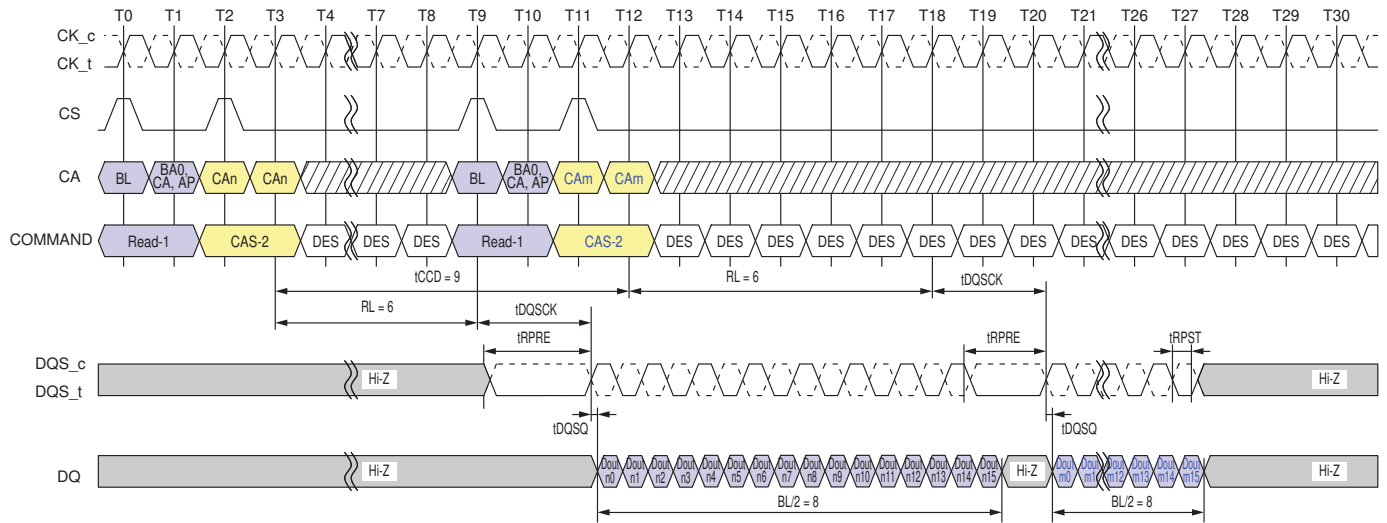 T0 T1 T2 T3 T4 T7 T8 T9 T10 T11 T12 T13 T14 T15 T16 T17 T18 T19 T20 T21 T26 T27 T28 T29 T30
CK_c
CK_t
CS
CA BL BA0, CA, AP CAn CAn BL BA0, CA, AP CAm CAm
COMMAND Read-1 CAS-2 DES DES DES Read-1 CAS-2 DES DES DES DES DES DES DES DES DES DES DES DES DES DES
tCCD = 9 RL = 6 tDQSCK
RL = 6 tDQSCK
tRPRE tRPRE tRPST
DQS_c
DQS_t
Hi-Z Hi-Z
tDQSQ tDQSQ
DQ Hi-Z Dout n0 Dout n1 Dout n2 Dout n3 Dout n4 Dout n5 Dout n6 Dout n7 Dout n8 Dout n9 Dout n10 Dout n11 Dout n12 Dout n13 Dout n14 Dout n15 Hi-Z Dout m0 Dout m1 Dout m12 Dout m13 Dout m14 Dout m15 Hi-Z
BL/2 = 8 BL/2 = 8